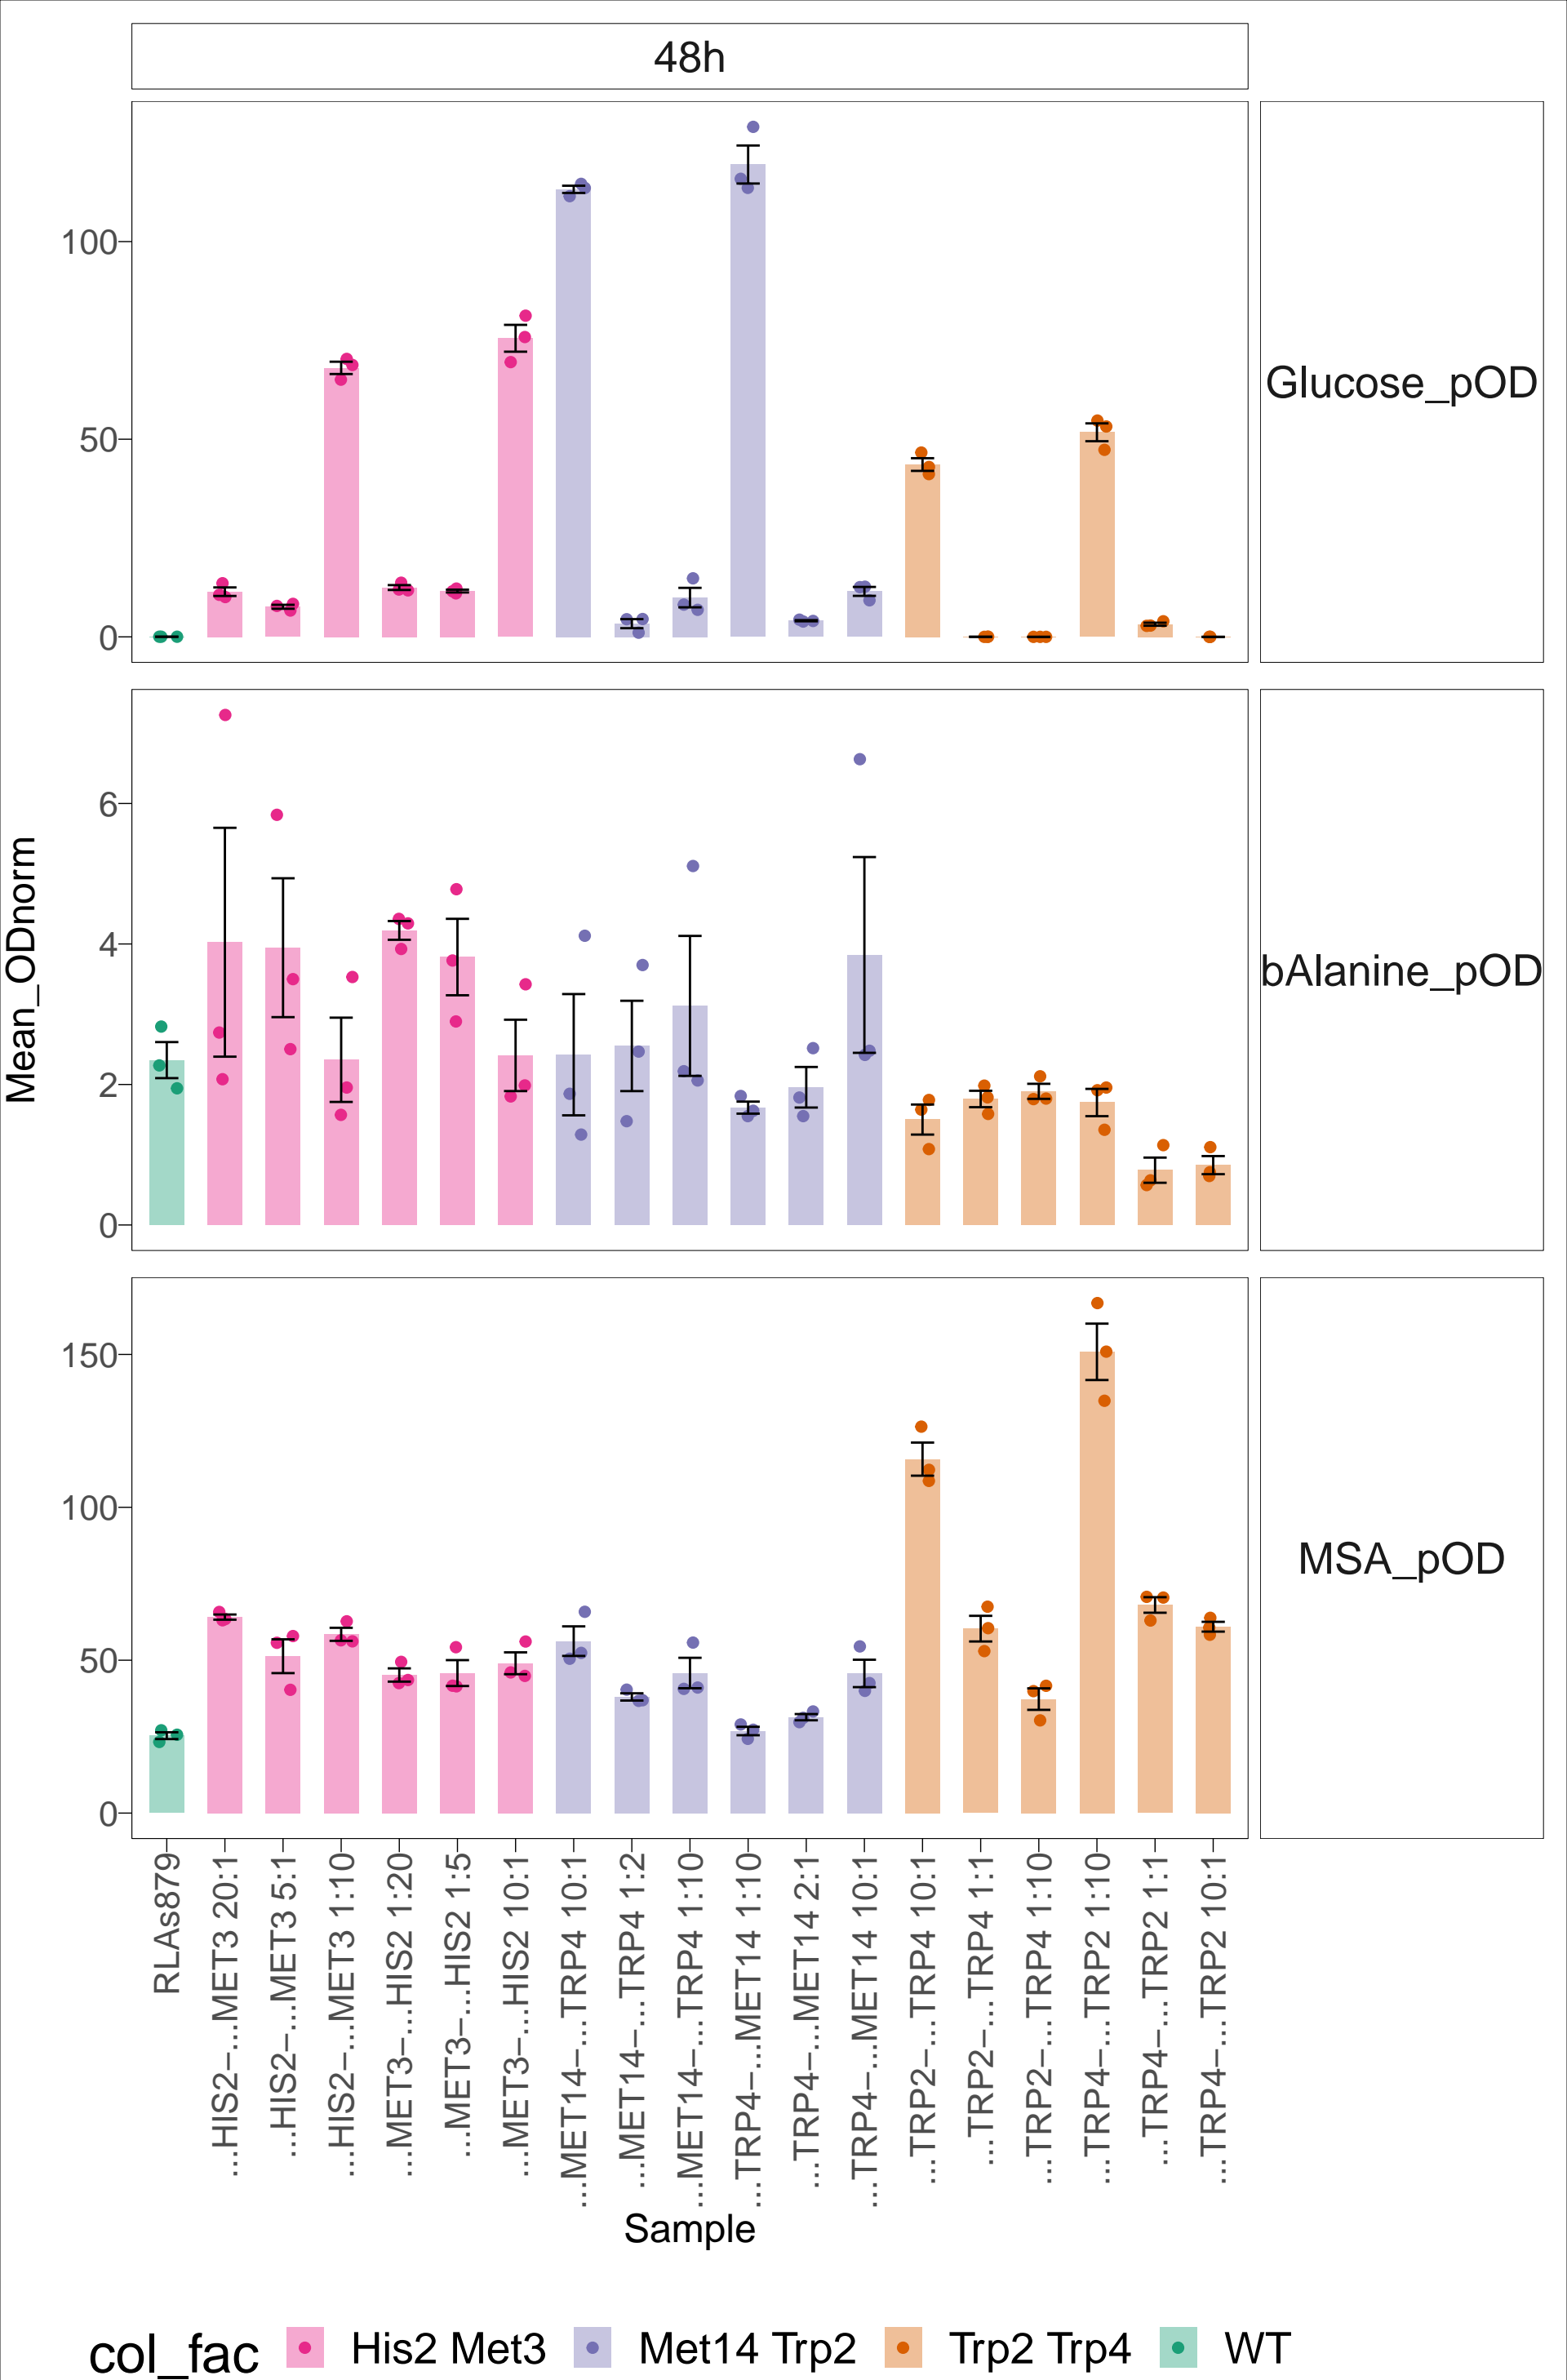 48h
Mean_ODnorm
100
50
0
Glucose_pOD
6
4
2
0
bAlanine_pOD
150
100
50
0
MSA_pOD
RLAs879
...HIS2–...MET3 20:1
...HIS2–...MET3 5:1
...HIS2–...MET3 1:10
...MET3–...HIS2 1:20
...MET3–...HIS2 1:5
...MET3–...HIS2 10:1
...MET14–...TRP4 10:1
...MET14–...TRP4 1:2
...MET14–...TRP4 1:10
...TRP4–...MET14 1:10
...TRP4–...MET14 2:1
...TRP4–...MET14 10:1
...TRP2–...TRP4 10:1
...TRP2–...TRP4 1:1
...TRP2–...TRP4 1:10
...TRP4–...TRP2 1:10
...TRP4–...TRP2 1:1
...TRP4–...TRP2 10:1
Sample
col_fac His2 Met3 Met14 Trp2 Trp2 Trp4 WT